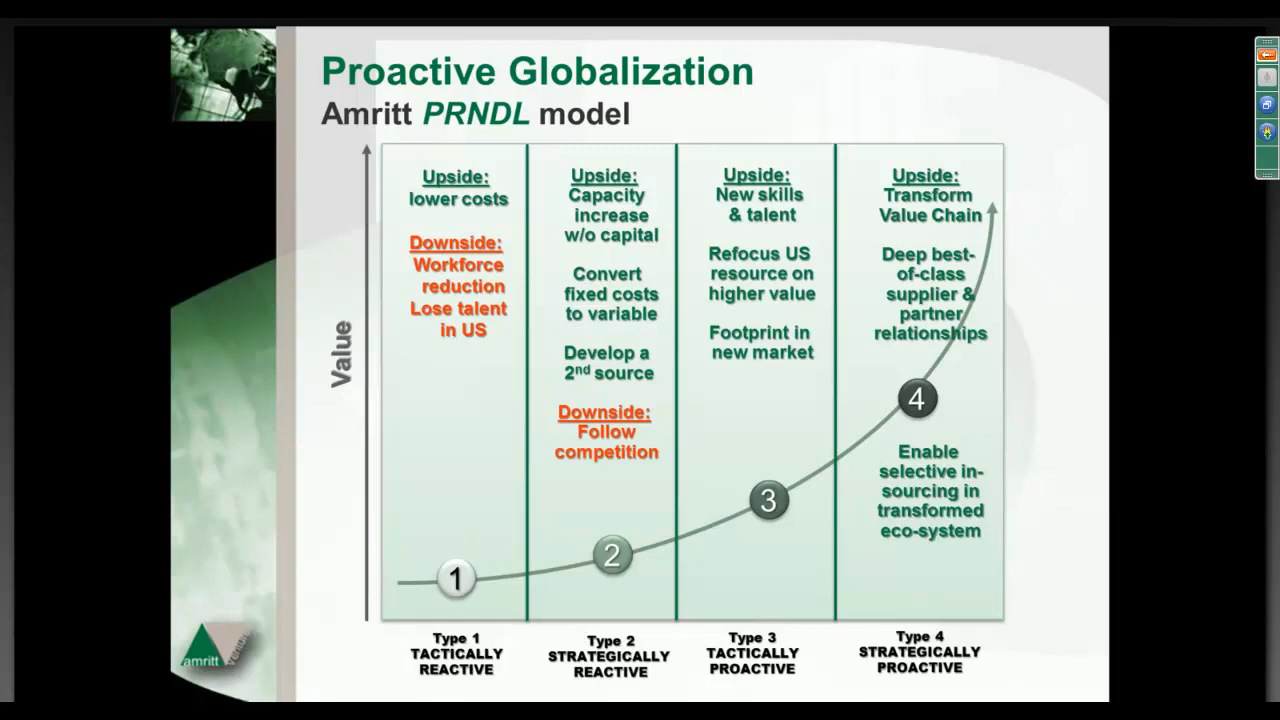 Proactive Globalization
Amritt PRNDL model
Value
Upside:
lower costs
Downside:
Workforce
reduction
Lose talent
in US
Upside:
Capacity
increase
w/o capital
Convert
fixed costs
to variable
Develop a
2nd source
Downside:
Follow
competition
Upside:
New skills
& talent
Refocus US
resource on
higher value
Footprint in
new market
Upside:
Transform
Value Chain
Deep best-
of-class
supplier &
partner
relationships
Enable
selective in-
sourcing in
transformed
eco-system
1
2
3
4
Type 1
TACTICALLY
REACTIVE
Type 2
STRATEGICALLY
REACTIVE
Type 3
TACTICALLY
PROACTIVE
Type 4
STRATEGICALLY
PROACTIVE
amritt